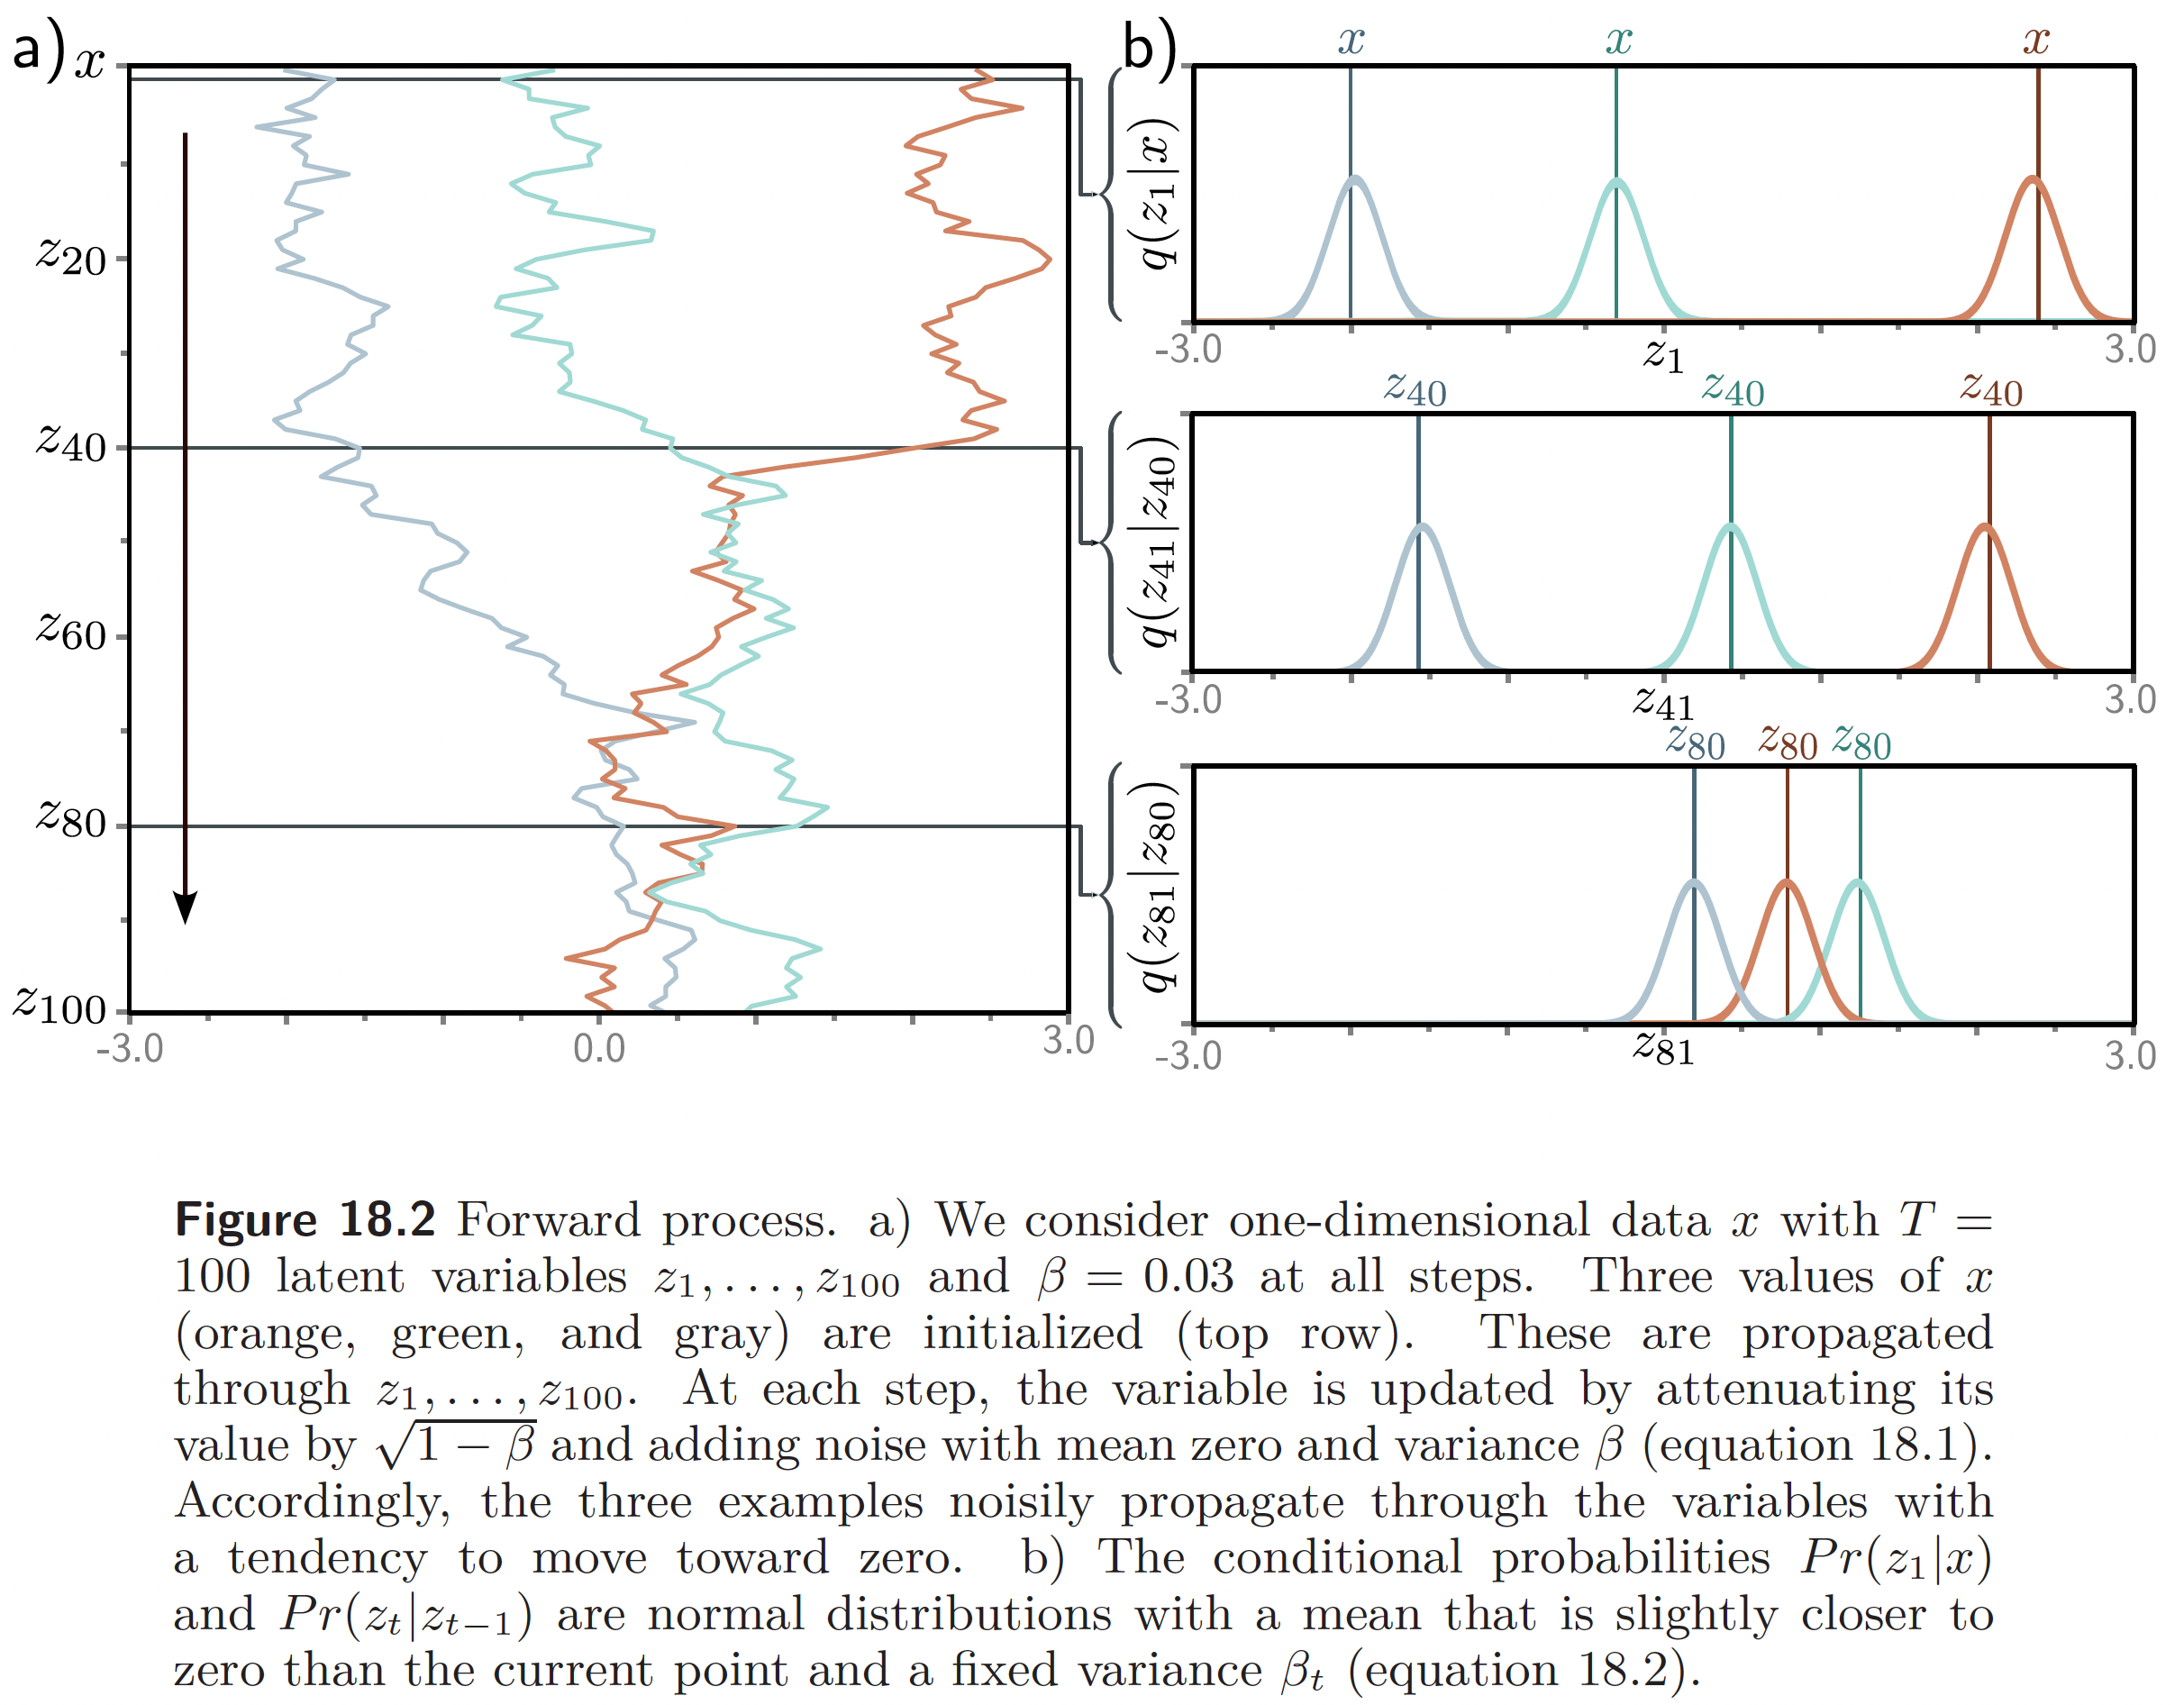 a)
x
z20
z40
z60
z80
z100
-3.0
0.0
3.0
b)
x
x
x
q(z1|x)
-3.0
z1
3.0
z40
z40
z40
q(z41|z40)
-3.0
z41
3.0
z80
z80
z80
q(z81|z80)
-3.0
z81
3.0
Figure 18.2 Forward process. a) We consider one-dimensional data x with T =
100 latent variables z1, . . . , z100 and β = 0.03 at all steps. Three values of x
(orange, green, and gray) are initialized (top row). These are propagated
through z1, . . . , z100. At each step, the variable is updated by attenuating its
value by √1 − β and adding noise with mean zero and variance β (equation 18.1).
Accordingly, the three examples noisily propagate through the variables with
a tendency to move toward zero. b) The conditional probabilities Pr(z1|x)
and Pr(zt|zt−1) are normal distributions with a mean that is slightly closer to
zero than the current point and a fixed variance βt (equation 18.2).